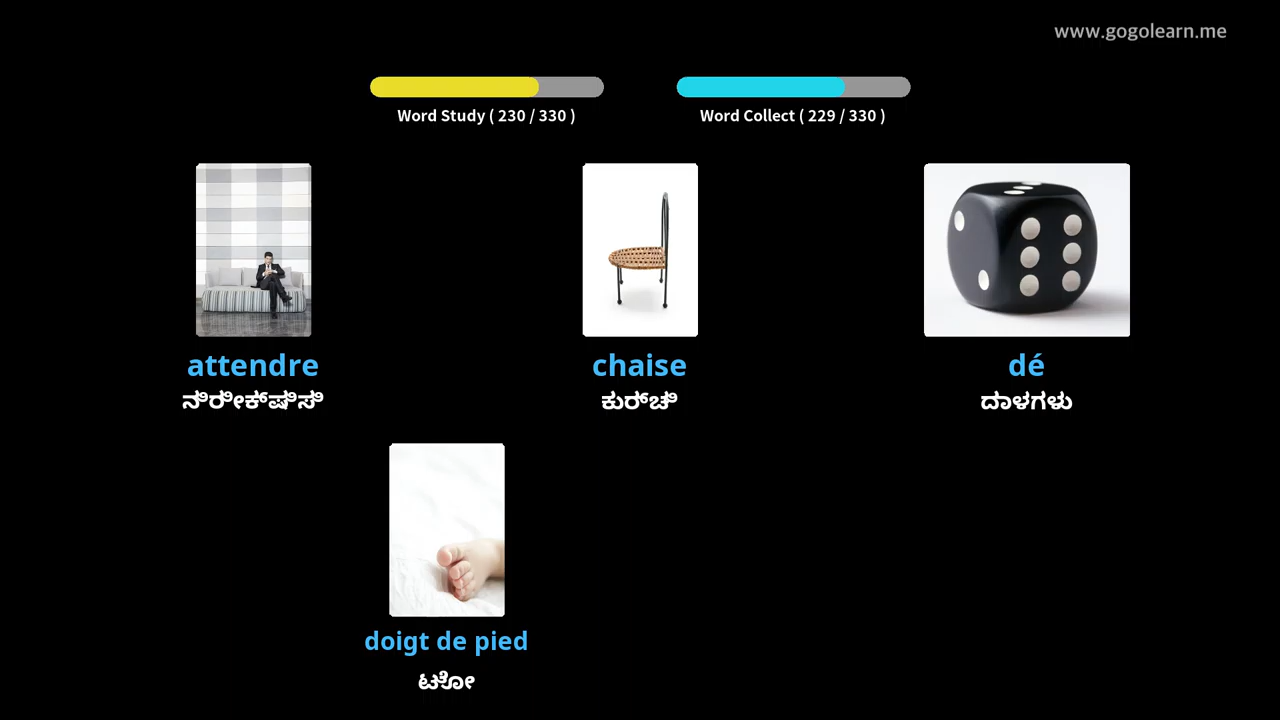 www.gogolearn.me
Word Study ( 230 / 330 )
Word Collect ( 229 / 330 )
attendre
chaise
dé
ನಿರೀಕ್ಷಿಸಿ
ಕುರ್ಚಿ
ದಾಳಗಳು
doigt de pied
ಟೋ